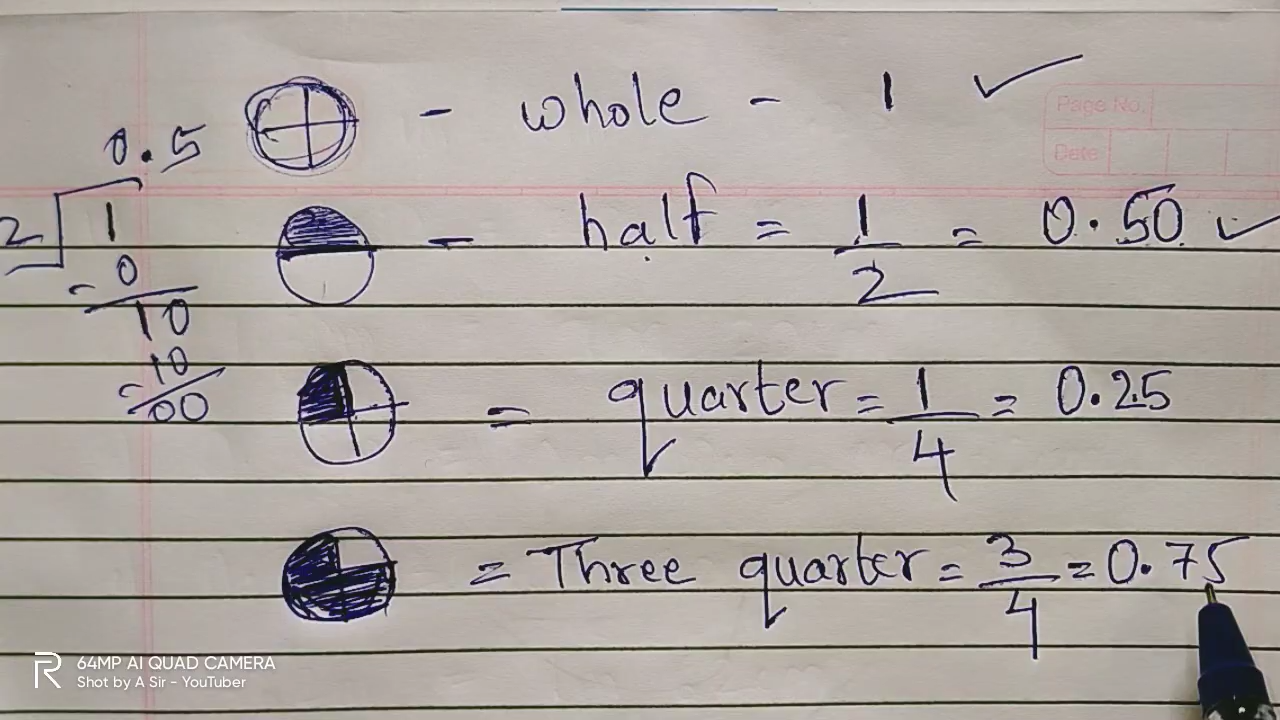 - whole - 1 ✓
Page No.
Date
0.5
2 1
- 0
10
- 10
00
- half = 1/2 = 0.50 ✓
= quarter = 1/4 = 0.25
= Three quarter = 3/4 = 0.75
64MP AI QUAD CAMERA
Shot by A Sir - YouTuber